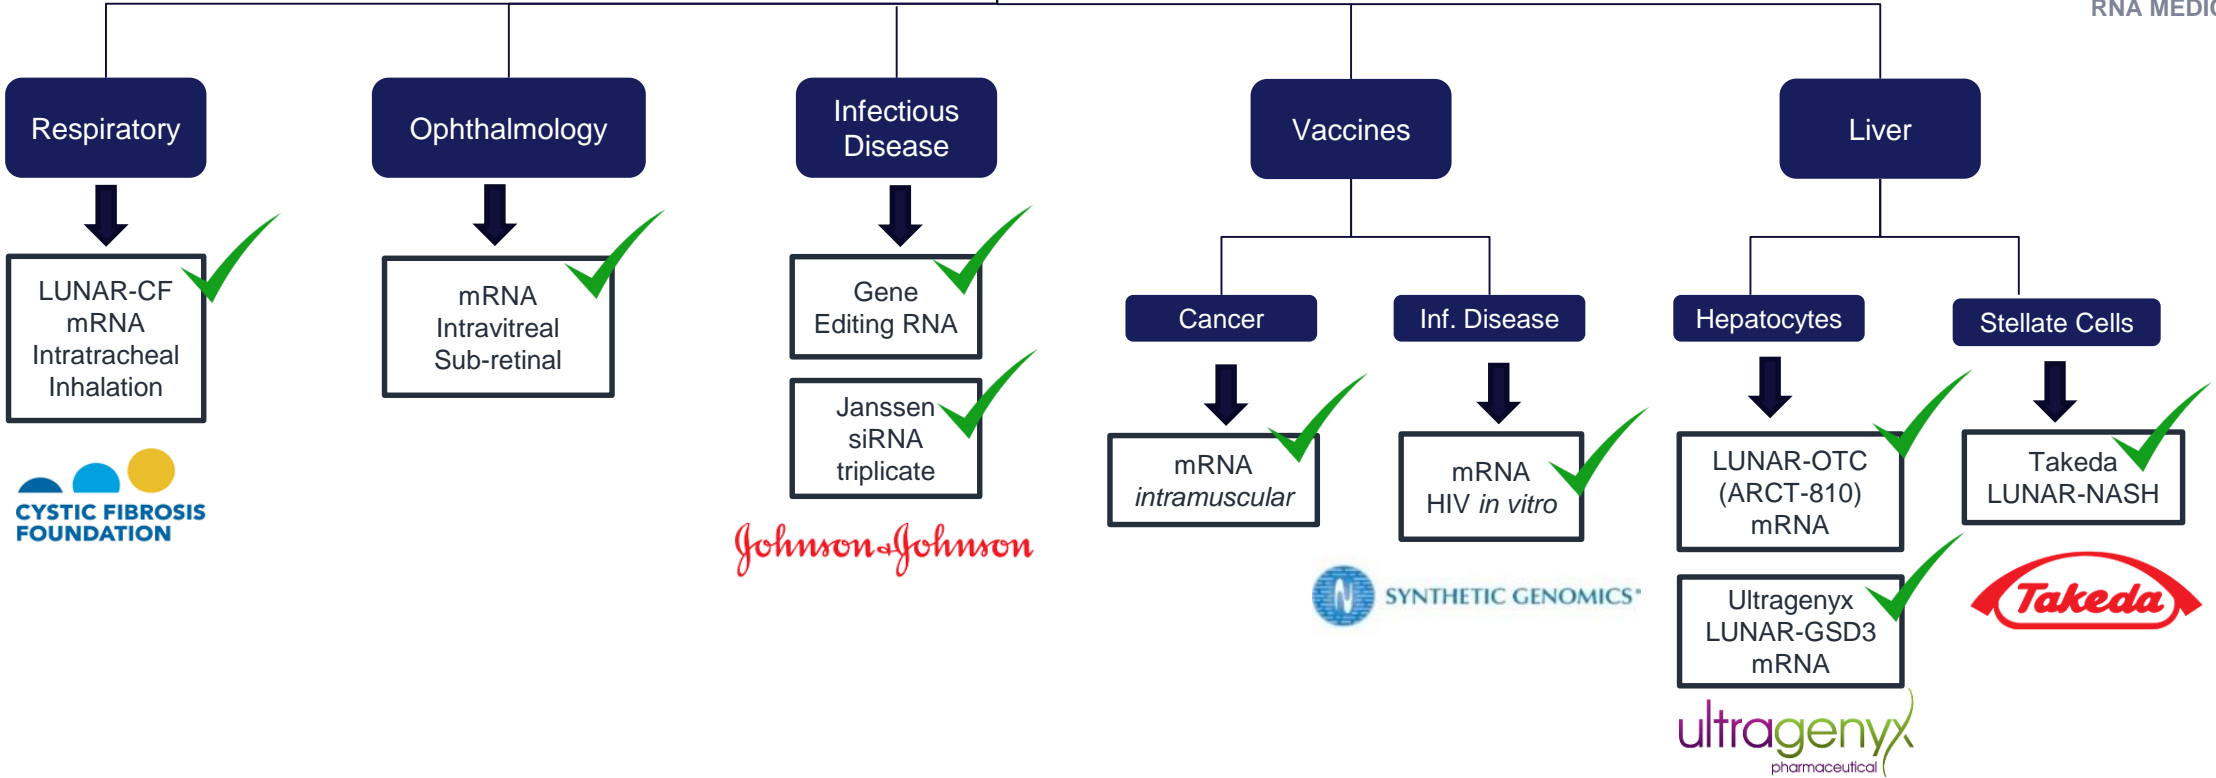 RNA MEDIC
Respiratory
Ophthalmology
Infectious
Disease
Vaccines
Liver
LUNAR-CF
mRNA
Intratracheal
Inhalation
mRNA
Intravitreal
Sub-retinal
Gene
Editing RNA
Janssen
siRNA
triplicate
Cancer
Inf. Disease
Hepatocytes
Stellate Cells
mRNA
intramuscular
mRNA
HIV in vitro
LUNAR-OTC
(ARCT-810)
mRNA
Takeda
LUNAR-NASH
Ultragenyx
LUNAR-GSD3
mRNA
CYSTIC FIBROSIS
FOUNDATION
Johnson & Johnson
SYNTHETIC GENOMICS®
Takeda
ultragenyx
pharmaceutical